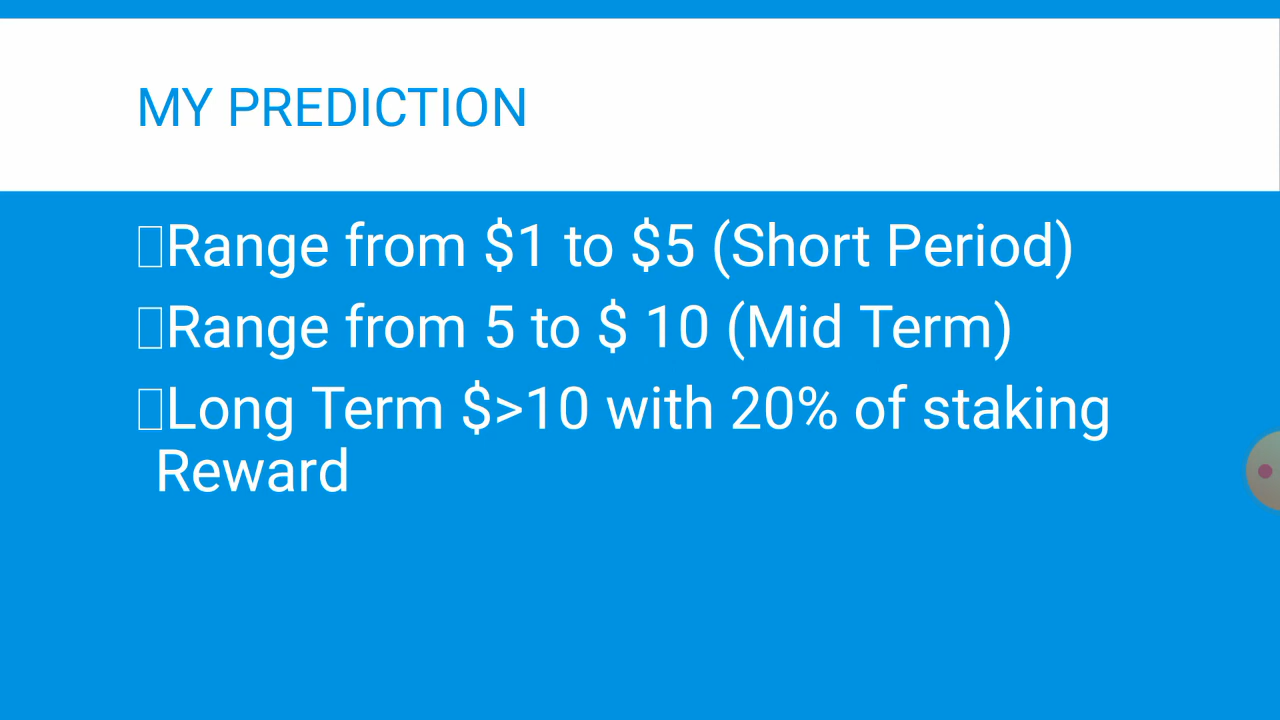 MY PREDICTION
Range from $1 to $5 (Short Period)
Range from 5 to $ 10 (Mid Term)
Long Term $>10 with 20% of staking
Reward